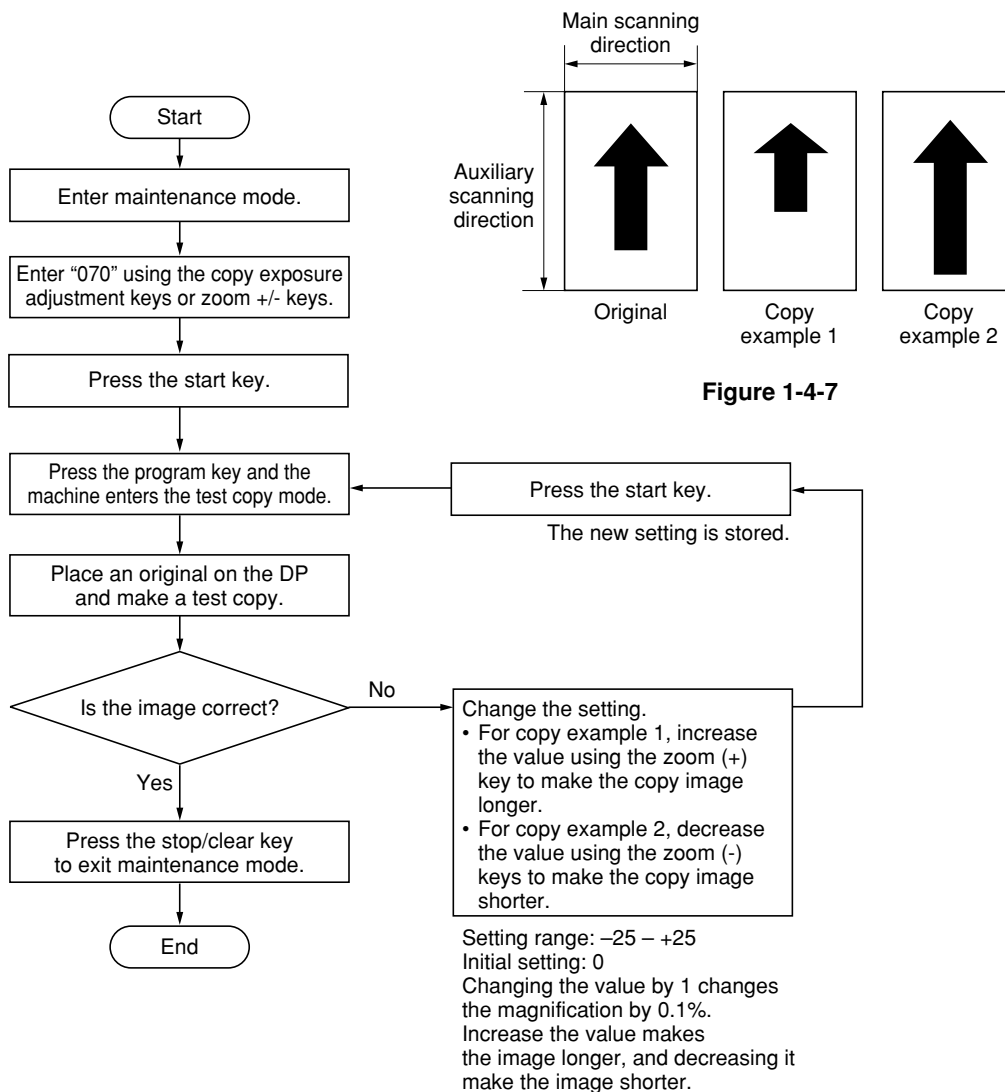 Main scanning
direction
Auxiliary
scanning
direction
Original
Copy
example 1
Copy
example 2
Figure 1-4-7
Start
Enter maintenance mode.
Enter “070” using the copy exposure
adjustment keys or zoom +/- keys.
Press the start key.
Press the program key and the
machine enters the test copy mode.
Press the start key.
The new setting is stored.
Place an original on the DP
and make a test copy.
Is the image correct?
No
Yes
Change the setting.
• For copy example 1, increase
the value using the zoom (+)
key to make the copy image
longer.
• For copy example 2, decrease
the value using the zoom (-)
keys to make the copy image
shorter.
Press the stop/clear key
to exit maintenance mode.
End
Setting range: –25 – +25
Initial setting: 0
Changing the value by 1 changes
the magnification by 0.1%.
Increase the value makes
the image longer, and decreasing it
make the image shorter.